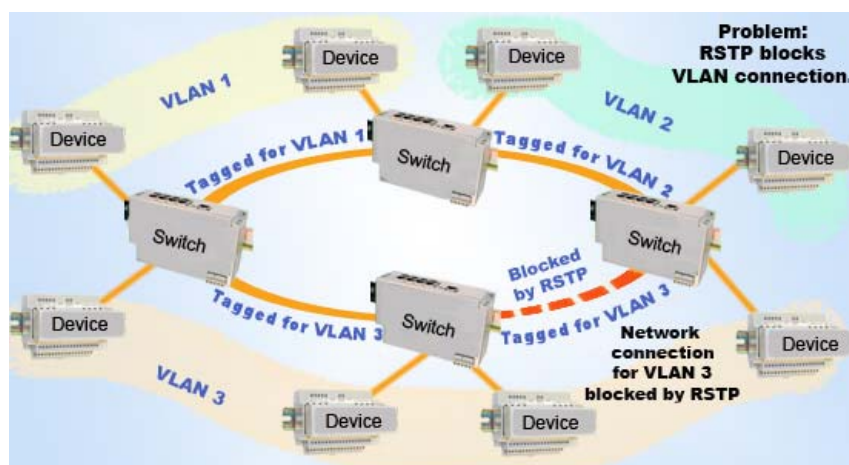 Problem:
RSTP blocks
VLAN connection.
Device
Device
VLAN 1
VLAN 2
Device
Device
Tagged for VLAN 1
Switch
Tagged for VLAN 2
Switch
Switch
Blocked
by RSTP
Tagged for VLAN 3
Switch
Tagged for VLAN 3
Device
Network
connection
for VLAN 3
blocked by RSTP
Device
VLAN 3
Device
Device